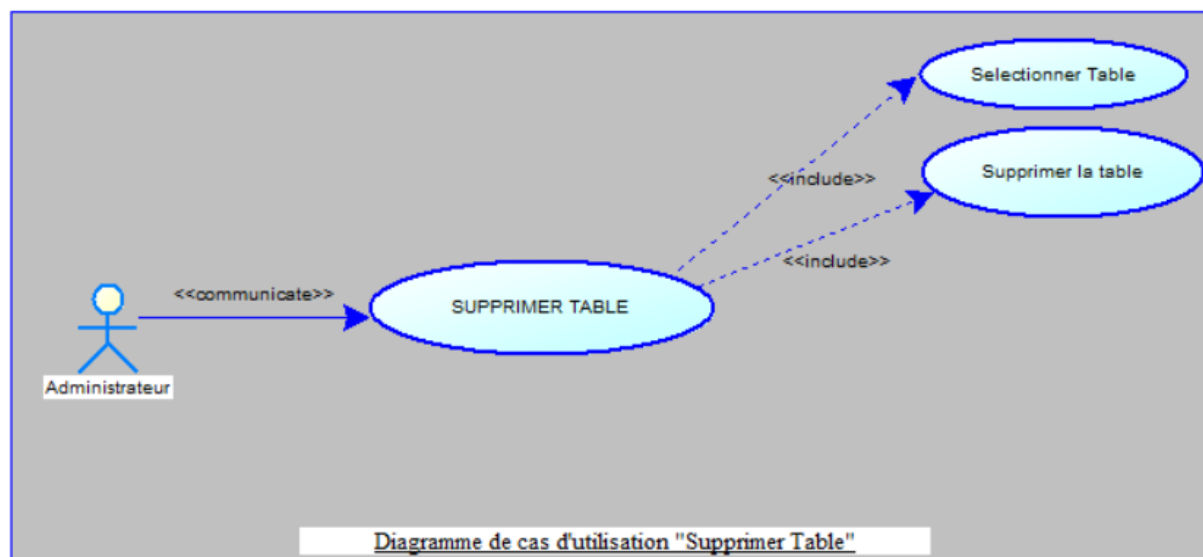 Selectionner Table
Supprimer la table
<<include>>
<<include>>
<<communicate>>
SUPPRIMER TABLE
Administrateur
Diagramme de cas d'utilisation "Supprimer Table"